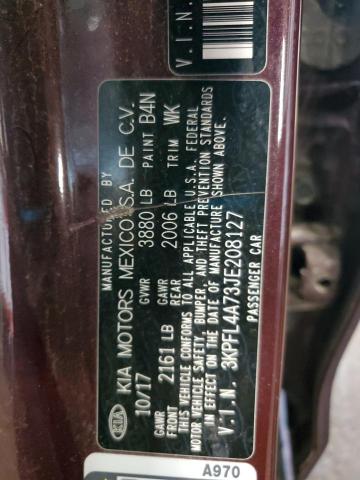 V.I.N.
MANUFACTURED BY
KIA MOTORS MEXICO, S.A. DE C.V.
10/17 GVWR 3880 LB PAINT B4N
GAWR FRONT 2161 LB GAWR REAR 2006 LB TRIM WK
THIS VEHICLE CONFORMS TO ALL APPLICABLE U.S.A. FEDERAL
MOTOR VEHICLE SAFETY, BUMPER, AND THEFT PREVENTION STANDARDS
IN EFFECT ON THE DATE OF MANUFACTURE SHOWN ABOVE.
V.I.N. 3KPFL4A73JE208127
PASSENGER CAR
KIA
A970